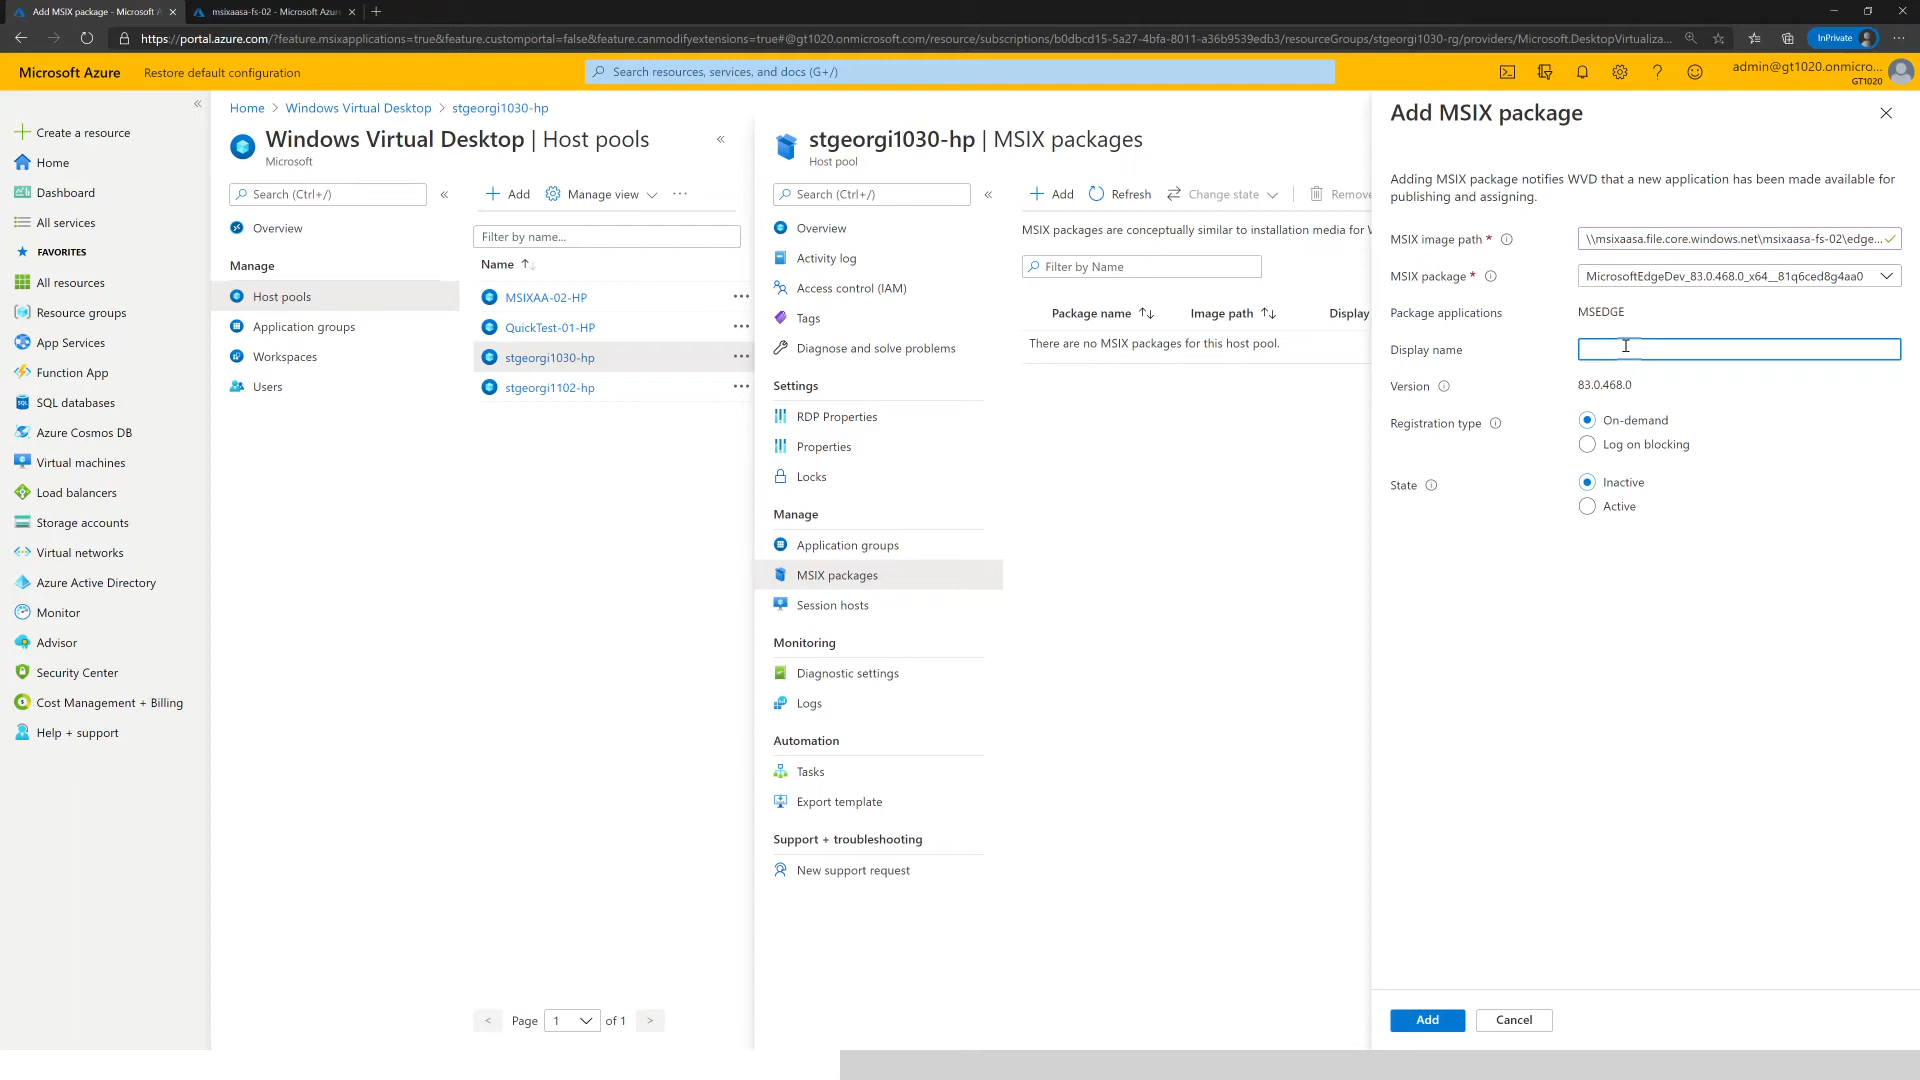 Add MSIX package - Microsoft A
msixaasa-fs-02 - Microsoft Azur
https://portal.azure.com/?feature.msixapplications=true&feature.customportal=false&feature.canmodifyextensions=true#@gt1020.onmicrosoft.com/resource/subscriptions/b0dbcd15-5a27-4bfa-8011-a36b9539edb3/resourceGroups/stgeorgi1030-rg/providers/Microsoft.DesktopVirtualiza...
InPrivate
Microsoft Azure
Restore default configuration
Search resources, services, and docs (G+/)
admin@gt1020.onmicro...
GT1020
Create a resource
Home
Dashboard
All services
FAVORITES
All resources
Resource groups
App Services
Function App
SQL databases
Azure Cosmos DB
Virtual machines
Load balancers
Storage accounts
Virtual networks
Azure Active Directory
Monitor
Advisor
Security Center
Cost Management + Billing
Help + support
Home > Windows Virtual Desktop > stgeorgi1030-hp
Windows Virtual Desktop | Host pools
Microsoft
Search (Ctrl+/)
Overview
Manage
Host pools
Application groups
Workspaces
Users
Add
Manage view
Filter by name...
Name
MSIXAA-02-HP
QuickTest-01-HP
stgeorgi1030-hp
stgeorgi1102-hp
< Page 1 of 1 >
stgeorgi1030-hp | MSIX packages
Host pool
Search (Ctrl+/)
Overview
Activity log
Access control (IAM)
Tags
Diagnose and solve problems
Settings
RDP Properties
Properties
Locks
Manage
Application groups
MSIX packages
Session hosts
Monitoring
Diagnostic settings
Logs
Automation
Tasks
Export template
Support + troubleshooting
New support request
Add
Refresh
Change state
Remove
MSIX packages are conceptually similar to installation media for
Filter by Name
Package name
Image path
Display
There are no MSIX packages for this host pool.
Add MSIX package
Adding MSIX package notifies WVD that a new application has been made available for
publishing and assigning.
MSIX image path *
\\msixaasa.file.core.windows.net\msixaasa-fs-02\edge...
MSIX package *
MicrosoftEdgeDev_83.0.468.0_x64__81q6ced8g4aa0
Package applications
MSEDGE
Display name
Version
83.0.468.0
Registration type
On-demand
Log on blocking
State
Inactive
Active
Add
Cancel